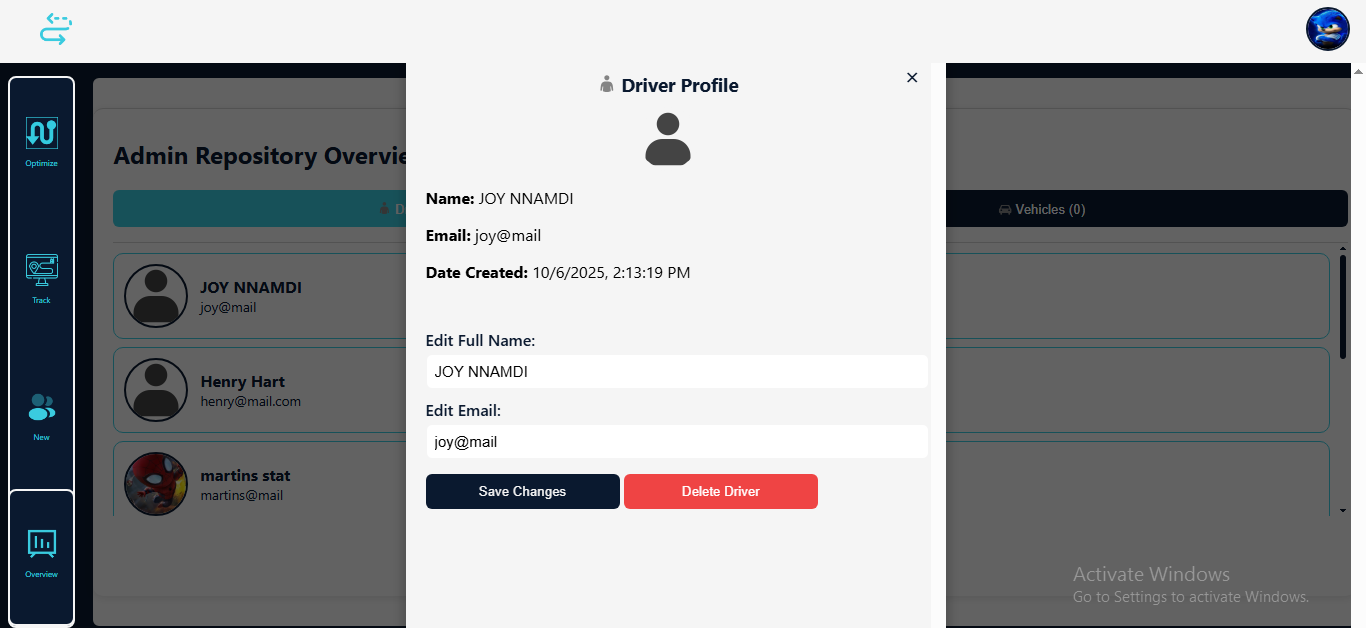 Driver Profile
Name: JOY NNAMDI
Email: joy@mail
Date Created: 10/6/2025, 2:13:19 PM
Edit Full Name:
JOY NNAMDI
Edit Email:
joy@mail
Save Changes
Delete Driver
Optimize
Track
New
Overview
Admin Repository Overvie
D
Vehicles (0)
JOY NNAMDI
joy@mail
Henry Hart
henry@mail.com
martins stat
martins@mail
Activate Windows
Go to Settings to activate Windows.